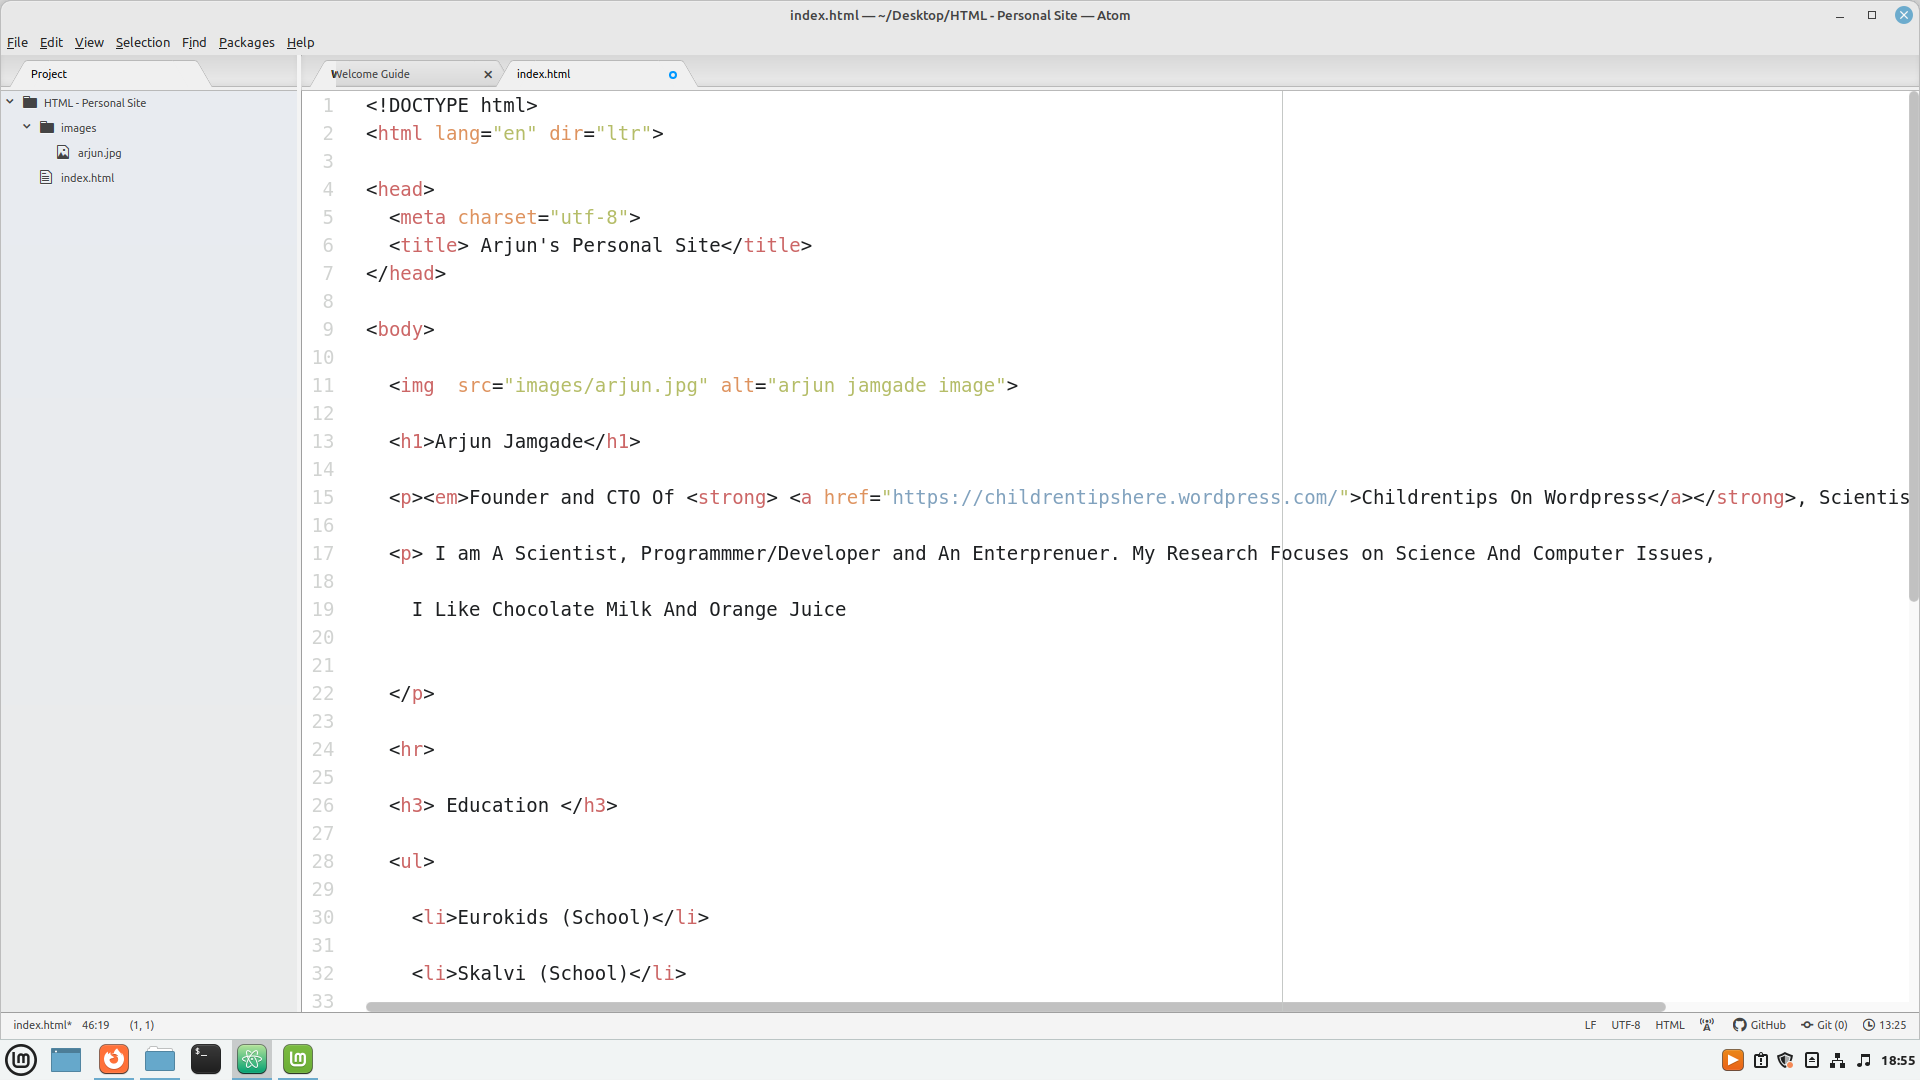 index.html — ~/Desktop/HTML - Personal Site — Atom
File Edit View Selection Find Packages Help
Project
Welcome Guide
index.html
HTML - Personal Site
images
arjun.jpg
index.html
1 <!DOCTYPE html>
2 <html lang="en" dir="ltr">
3
4 <head>
5 <meta charset="utf-8">
6 <title> Arjun's Personal Site</title>
7 </head>
8
9 <body>
10
11 <img  src="images/arjun.jpg" alt="arjun jamgade image">
12
13 <h1>Arjun Jamgade</h1>
14
15 <p><em>Founder and CTO Of <strong> <a href="https://childrentipshere.wordpress.com/">Childrentips On Wordpress</a></strong>, Scientis
16
17 <p> I am A Scientist, Programmmer/Developer and An Enterprenuer. My Research Focuses on Science And Computer Issues,
18
19 I Like Chocolate Milk And Orange Juice
20
21
22 </p>
23
24 <hr>
25
26 <h3> Education </h3>
27
28 <ul>
29
30 <li>Eurokids (School)</li>
31
32 <li>Skalvi (School)</li>
33
index.html* 46:19 (1, 1)
LF UTF-8 HTML GitHub Git (0) 13:25
18:55